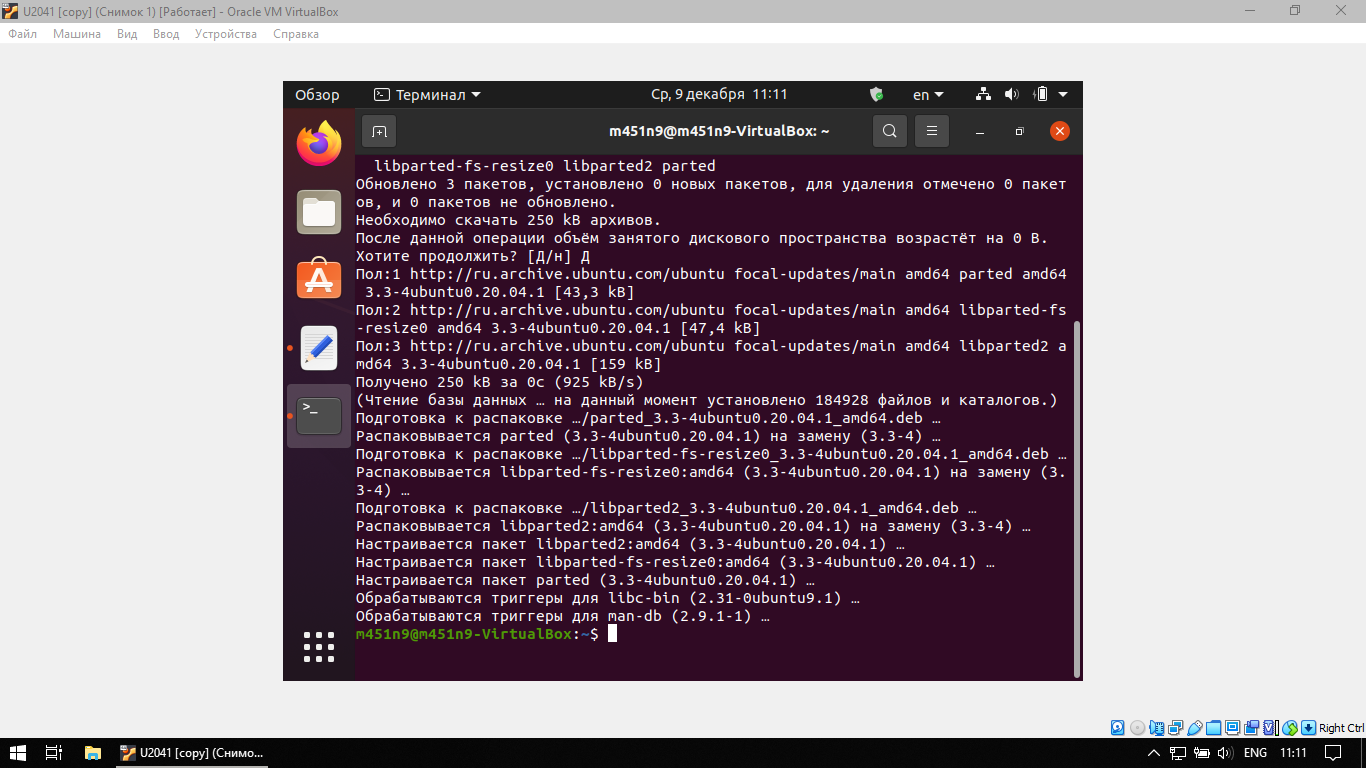 U2041 [copy] (Снимок 1) [Работает] - Oracle VM VirtualBox
Файл Машина Вид Ввод Устройства Справка
Обзор Терминал Ср, 9 декабря 11:11 en
m451n9@m451n9-VirtualBox: ~
libparted-fs-resize0 libparted2 parted
Обновлено 3 пакетов, установлено 0 новых пакетов, для удаления отмечено 0 пакет
ов, и 0 пакетов не обновлено.
Необходимо скачать 250 kB архивов.
После данной операции объём занятого дискового пространства возрастёт на 0 B.
Хотите продолжить? [Д/н] Д
Пол:1 http://ru.archive.ubuntu.com/ubuntu focal-updates/main amd64 parted amd64
3.3-4ubuntu0.20.04.1 [43,3 kB]
Пол:2 http://ru.archive.ubuntu.com/ubuntu focal-updates/main amd64 libparted-fs
-resize0 amd64 3.3-4ubuntu0.20.04.1 [47,4 kB]
Пол:3 http://ru.archive.ubuntu.com/ubuntu focal-updates/main amd64 libparted2 a
md64 3.3-4ubuntu0.20.04.1 [159 kB]
Получено 250 kB за 0с (925 kB/s)
(Чтение базы данных … на данный момент установлено 184928 файлов и каталогов.)
Подготовка к распаковке …/parted_3.3-4ubuntu0.20.04.1_amd64.deb …
Распаковывается parted (3.3-4ubuntu0.20.04.1) на замену (3.3-4) …
Подготовка к распаковке …/libparted-fs-resize0_3.3-4ubuntu0.20.04.1_amd64.deb …
Распаковывается libparted-fs-resize0:amd64 (3.3-4ubuntu0.20.04.1) на замену (3.
3-4) …
Подготовка к распаковке …/libparted2_3.3-4ubuntu0.20.04.1_amd64.deb …
Распаковывается libparted2:amd64 (3.3-4ubuntu0.20.04.1) на замену (3.3-4) …
Настраивается пакет libparted2:amd64 (3.3-4ubuntu0.20.04.1) …
Настраивается пакет libparted-fs-resize0:amd64 (3.3-4ubuntu0.20.04.1) …
Настраивается пакет parted (3.3-4ubuntu0.20.04.1) …
Обрабатываются триггеры для libc-bin (2.31-0ubuntu9.1) …
Обрабатываются триггеры для man-db (2.9.1-1) …
m451n9@m451n9-VirtualBox:~$
Right Ctrl
U2041 [copy] (Снимо... ENG 11:11